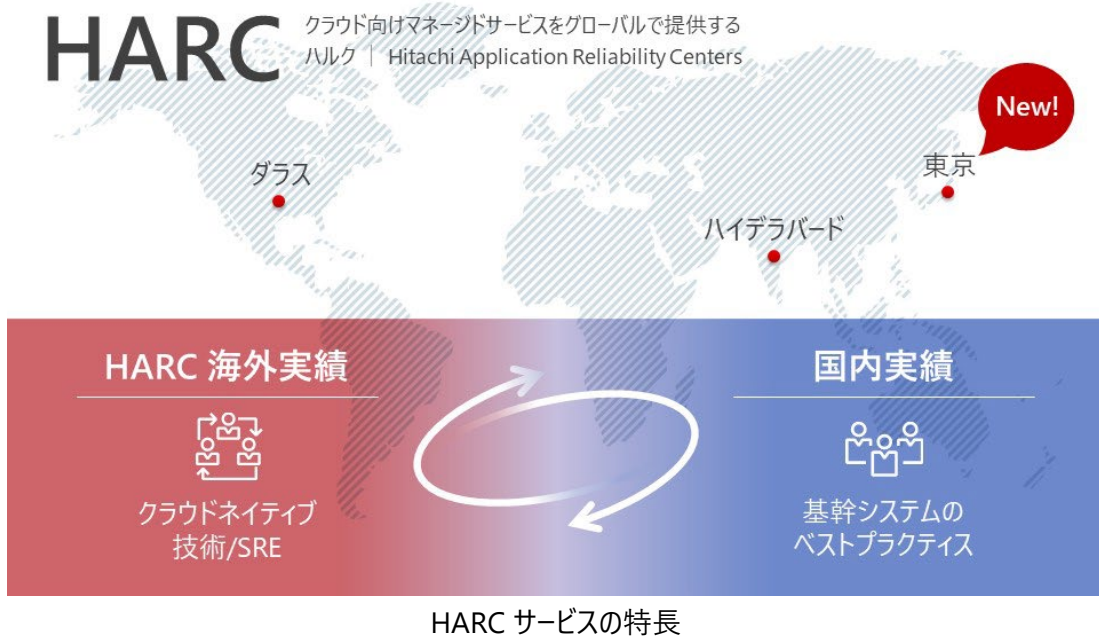 HARC
クラウド向けマネージドサービスをグローバルで提供する
ハルク | Hitachi Application Reliability Centers
New!
東京
ダラス
ハイデラバード
HARC 海外実績
クラウドネイティブ
技術/SRE
国内実績
基幹システムの
ベストプラクティス
HARC サービスの特長